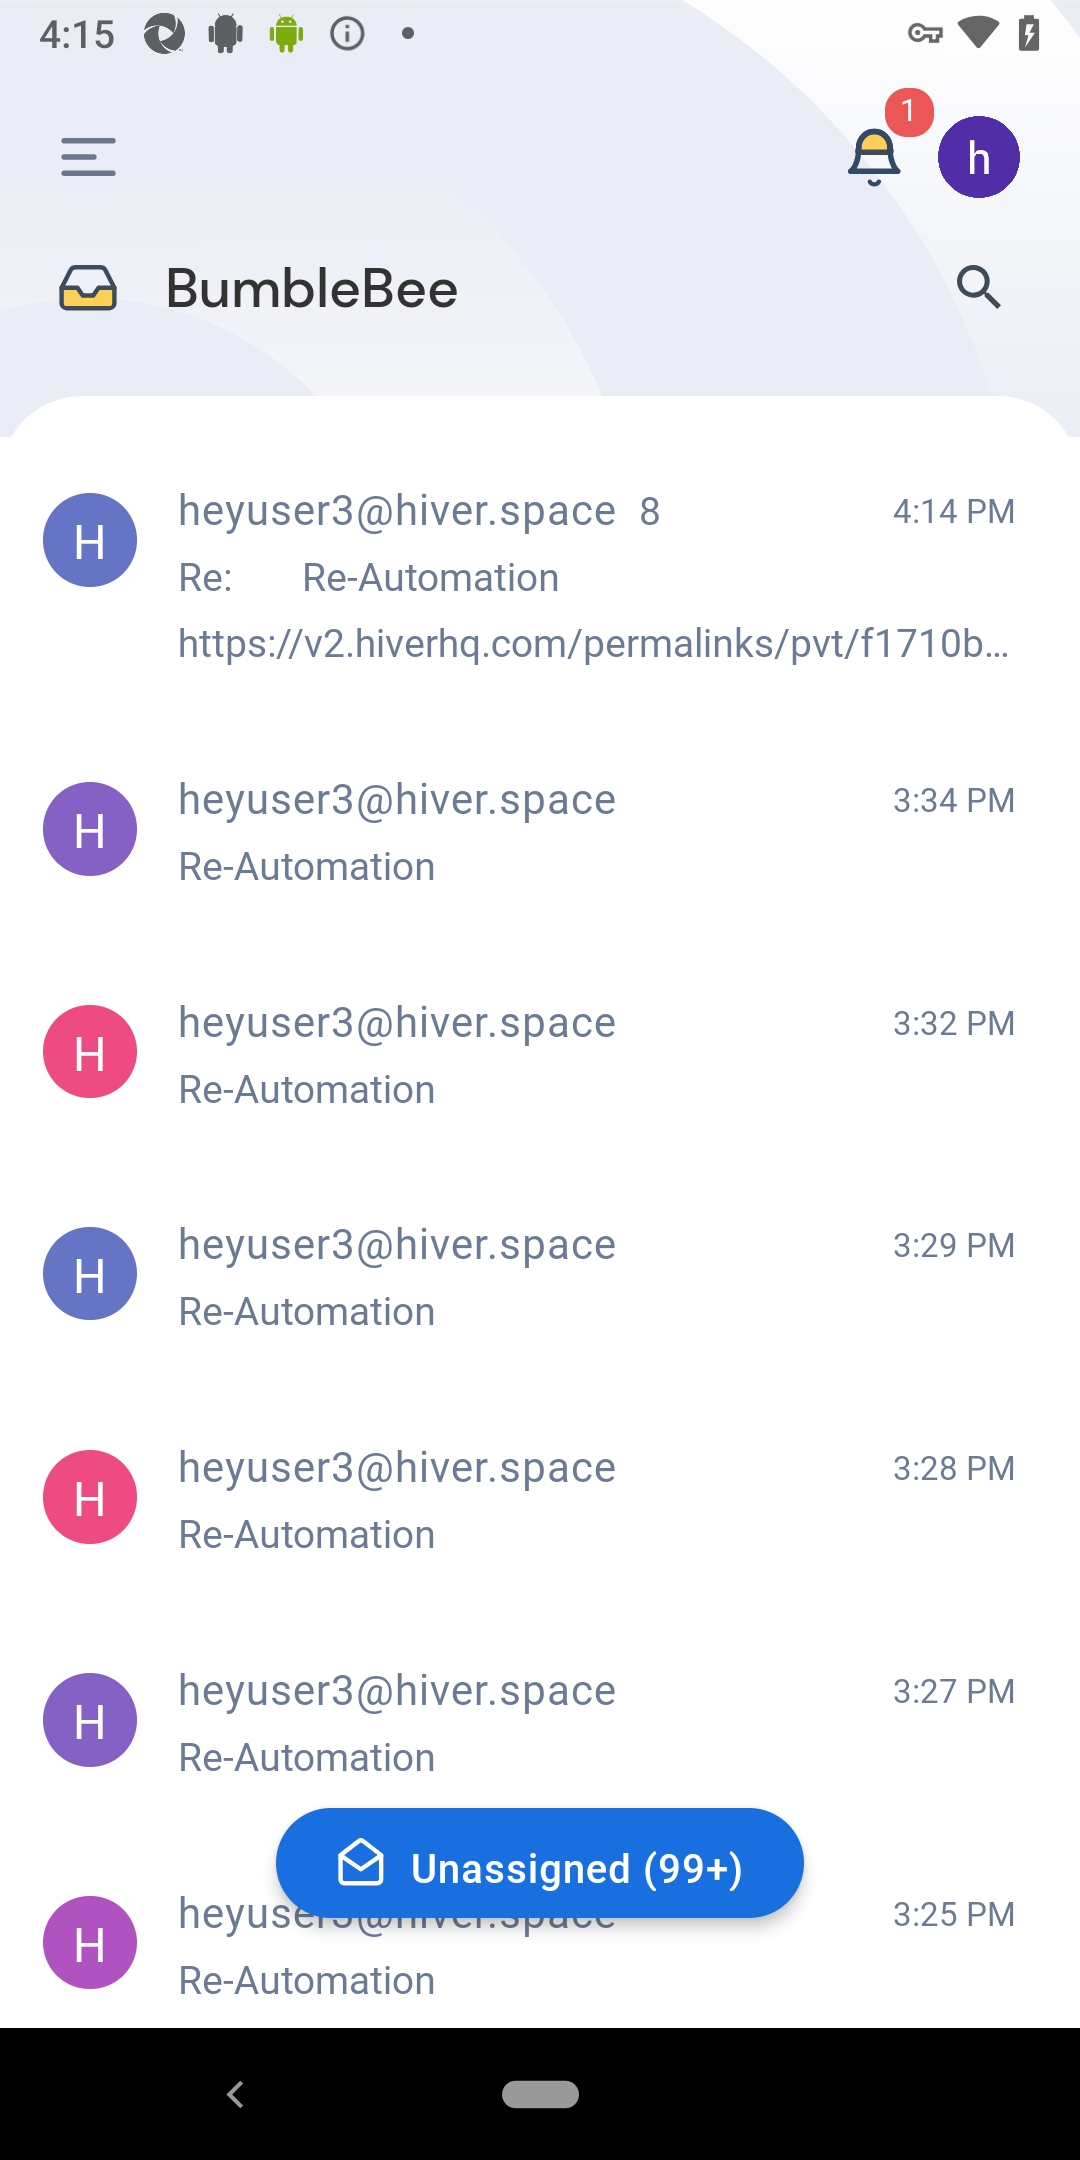 4:15
1
h
BumbleBee
H heyuser3@hiver.space 8 4:14 PM
Re: Re-Automation
https://v2.hiverhq.com/permalinks/pvt/f1710b...
H heyuser3@hiver.space 3:34 PM
Re-Automation
H heyuser3@hiver.space 3:32 PM
Re-Automation
H heyuser3@hiver.space 3:29 PM
Re-Automation
H heyuser3@hiver.space 3:28 PM
Re-Automation
H heyuser3@hiver.space 3:27 PM
Re-Automation
Unassigned (99+)
H heyuser3@hiver.space 3:25 PM
Re-Automation